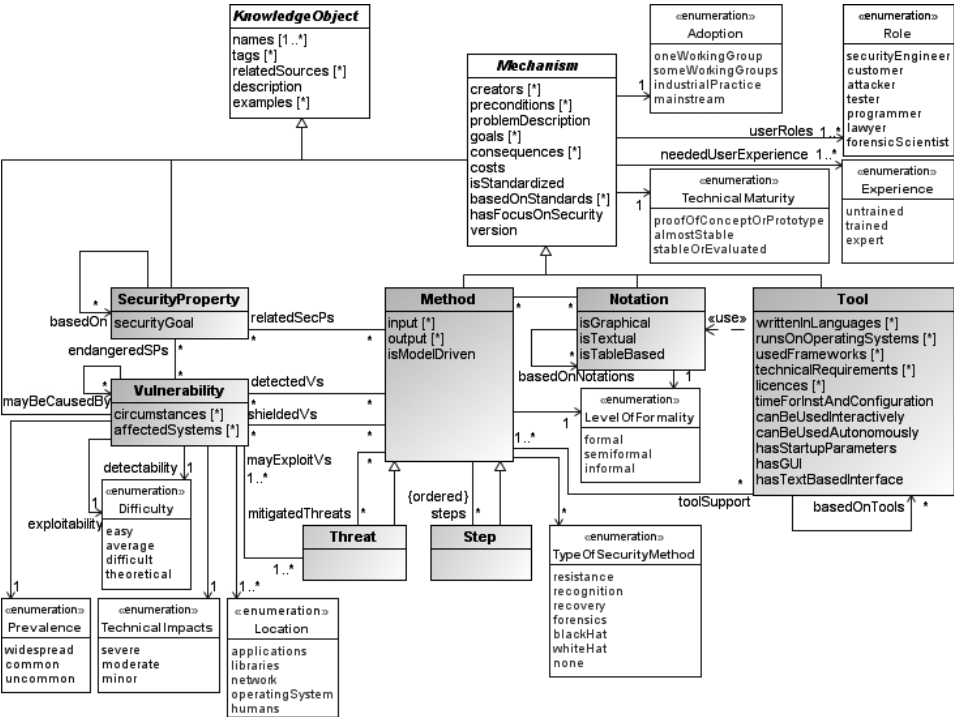 KnowledgeObject
names [1..*]
tags [*]
relatedSources [*]
description
examples [*]
Mechanism
creators [*]
preconditions [*]
problemDescription
goals [*]
consequences [*]
costs
isStandardized
basedOnStandards [*]
hasFocusOnSecurity
version
1
«enumeration»
Adoption
oneWorkingGroup
someWorkingGroups
industrialPractice
mainstream
«enumeration»
Role
securityEngineer
customer
attacker
tester
programmer
lawyer
forensicScientist
userRoles 1..*
neededUserExperience 1..*
1
«enumeration»
Technical Maturity
proofOfConceptOrPrototype
almostStable
stableOrEvaluated
«enumeration»
Experience
untrained
trained
expert
SecurityProperty
securityGoal
basedOn
*
relatedSecPs
*
*
endangeredSPs
*
*
Method
input [*]
output [*]
isModelDriven
*
*
Notation
isGraphical
isTextual
isTableBased
*
basedOnNotations
1
«use»
Tool
writtenInLanguages [*]
runsOnOperatingSystems [*]
usedFrameworks [*]
technicalRequirements [*]
licences [*]
timeForInstAndConfiguration
canBeUsedInteractively
canBeUsedAutonomously
hasStartupParameters
hasGUI
hasTextBasedInterface
basedOnTools
*
Vulnerability
circumstances [*]
affectedSystems [*]
*
mayBeCausedBy
detectedVs
*
*
shieldedVs
*
*
mayExploitVs
1..*
1..*
*
mitigatedThreats
*
«enumeration»
LevelOfFormality
formal
semiformal
informal
1
1..*
toolSupport
*
detectability
1
exploitability
1
«enumeration»
Difficulty
easy
average
difficult
theoretical
Threat
{ordered}
steps
*
Step
*
«enumeration»
TypeOfSecurityMethod
resistance
recognition
recovery
forensics
blackHat
whiteHat
none
1
«enumeration»
Prevalence
widespread
common
uncommon
1
«enumeration»
Technical Impacts
severe
moderate
minor
1..*
«enumeration»
Location
applications
libraries
network
operatingSystem
humans